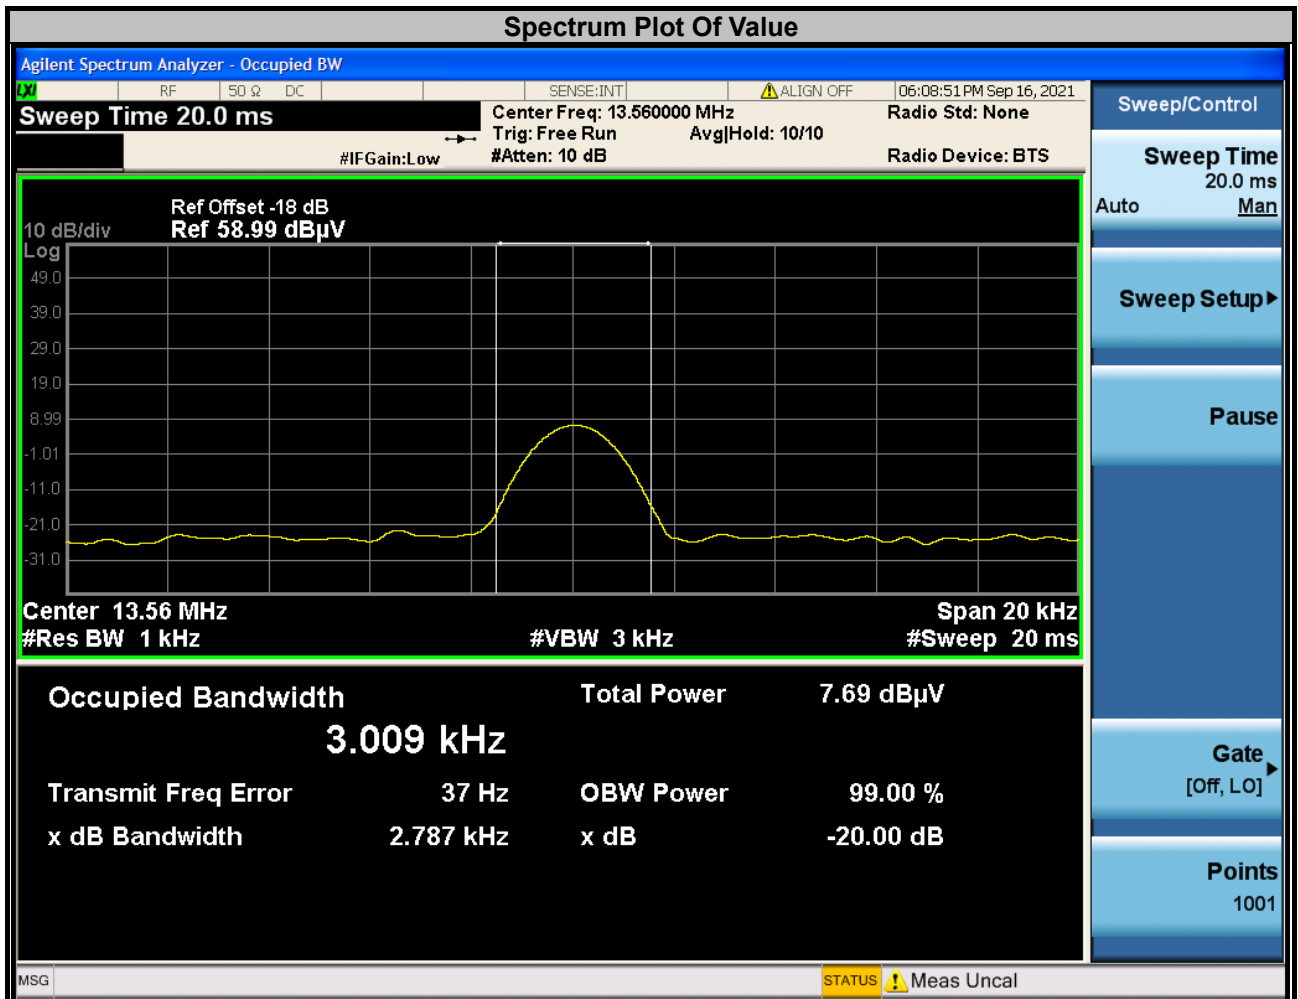 Spectrum Plot Of Value
Agilent Spectrum Analyzer - Occupied BW
LXI RF 50 Ω DC SENSE:INT ALIGN OFF 06:08:51 PM Sep 16, 2021
Sweep Time 20.0 ms
Center Freq: 13.560000 MHz Radio Std: None
Trig: Free Run Avg|Hold: 10/10
#IFGain:Low #Atten: 10 dB Radio Device: BTS
Ref Offset -18 dB
10 dB/div Ref 58.99 dBµV
Log
49.0
39.0
29.0
19.0
8.99
-1.01
-11.0
-21.0
-31.0
Center 13.56 MHz Span 20 kHz
#Res BW 1 kHz #VBW 3 kHz #Sweep 20 ms
Occupied Bandwidth Total Power 7.69 dBµV
3.009 kHz
Transmit Freq Error 37 Hz OBW Power 99.00 %
x dB Bandwidth 2.787 kHz x dB -20.00 dB
Sweep/Control
Sweep Time
20.0 ms
Auto Man
Sweep Setup
Pause
Gate
[Off, LO]
Points
1001
MSG STATUS Meas Uncal